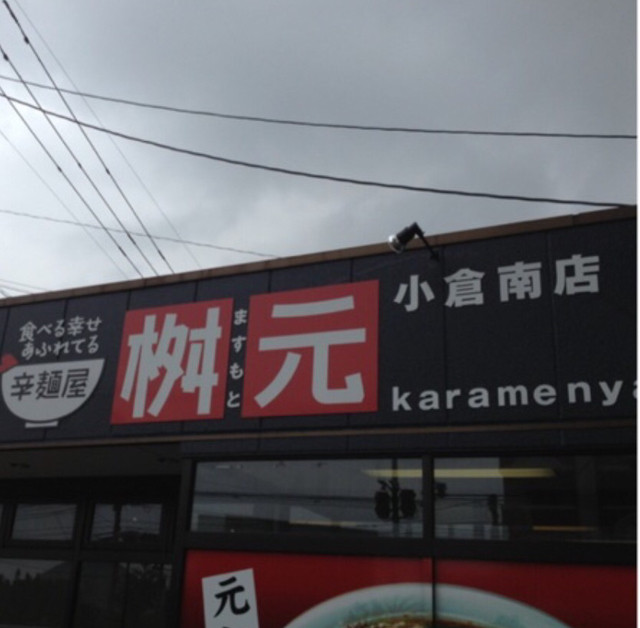 食べる幸せ
あふれてる
辛麺屋
桝元
ますもと
小倉南店
karamenya
元